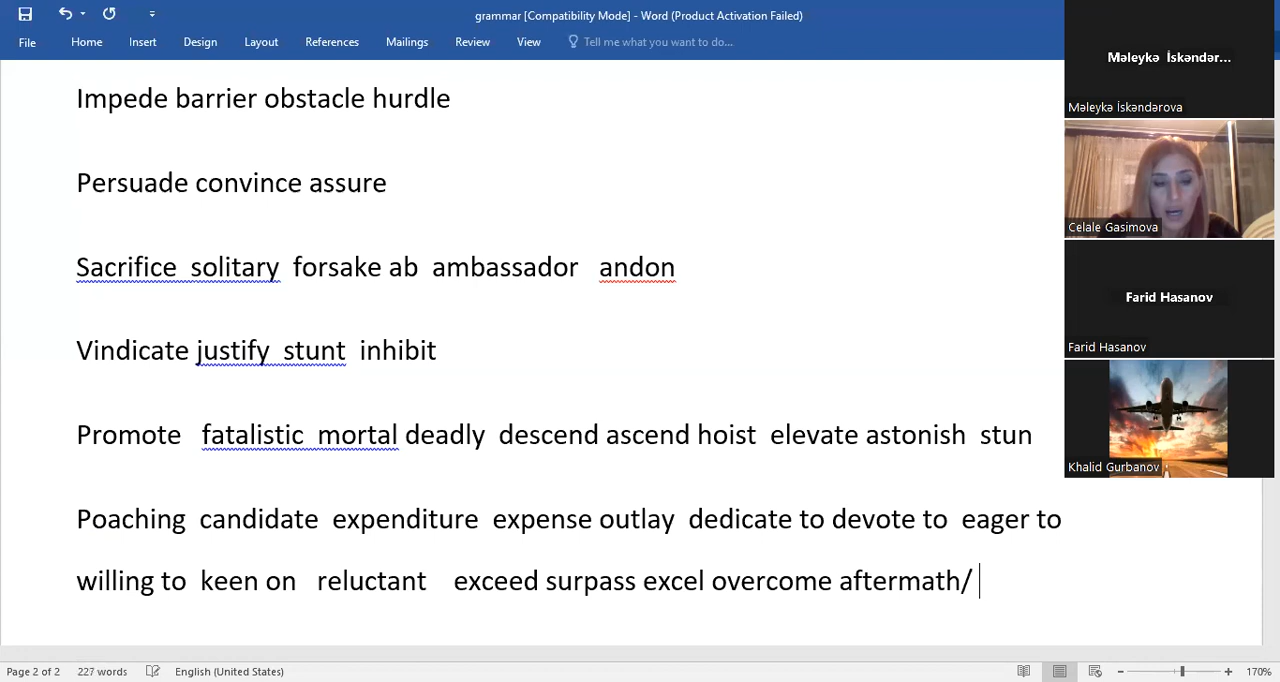 grammar [Compatibility Mode] - Word (Product Activation Failed)
File Home Insert Design Layout References Mailings Review View Tell me what you want to do...
Impede barrier obstacle hurdle
Persuade convince assure
Sacrifice solitary forsake ab ambassador andon
Vindicate justify stunt inhibit
Promote fatalistic mortal deadly descend ascend hoist elevate astonish stun
Poaching candidate expenditure expense outlay dedicate to devote to eager to
willing to keen on reluctant exceed surpass excel overcome aftermath/
Məleykə İskəndər...
Məleykə İskəndərova
Celale Gasimova
Farid Hasanov
Farid Hasanov
Khalid Gurbanov
Page 2 of 2 227 words English (United States) 170%